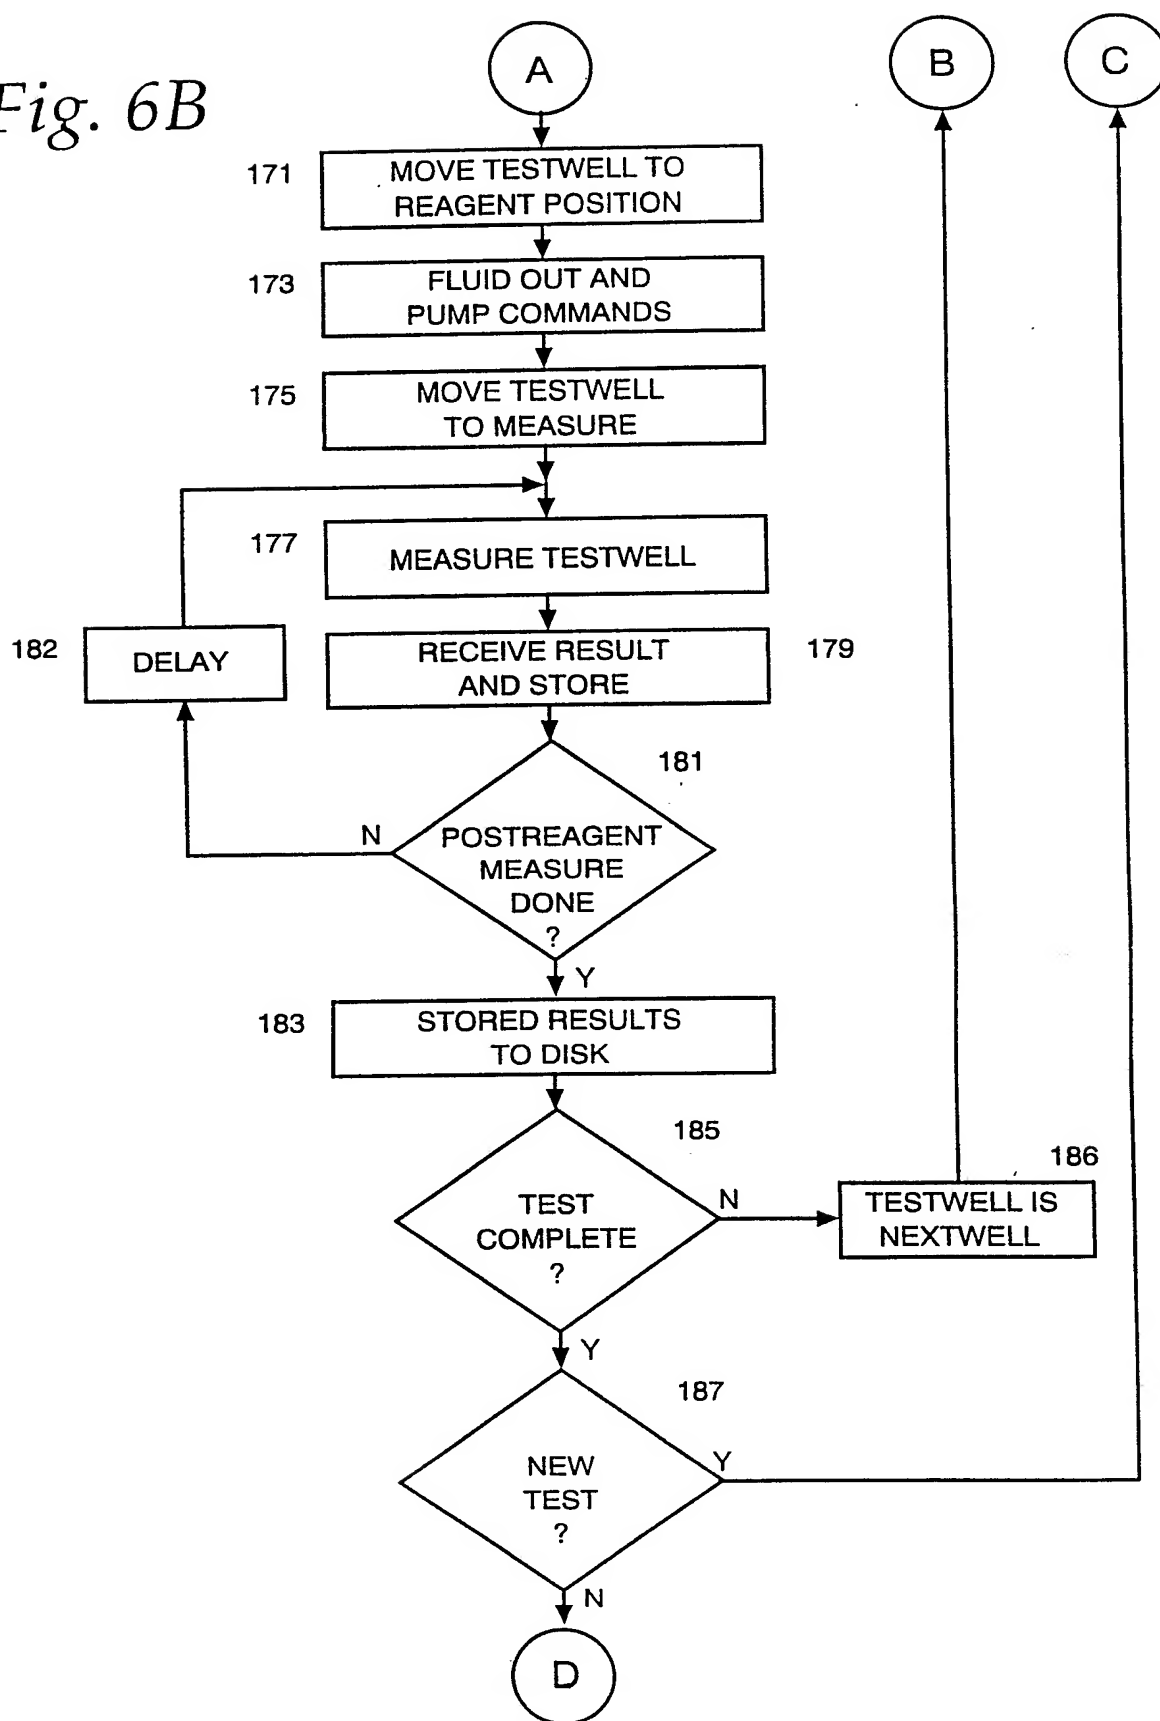 Fig. 6B
A
B
C
171
MOVE TESTWELL TO
REAGENT POSITION
173
FLUID OUT AND
PUMP COMMANDS
175
MOVE TESTWELL
TO MEASURE
177
MEASURE TESTWELL
182
DELAY
RECEIVE RESULT
AND STORE
179
181
N
POSTREAGENT
MEASURE
DONE
?
Y
183
STORED RESULTS
TO DISK
185
TEST
COMPLETE
?
N
186
TESTWELL IS
NEXTWELL
Y
187
NEW
TEST
?
Y
N
D